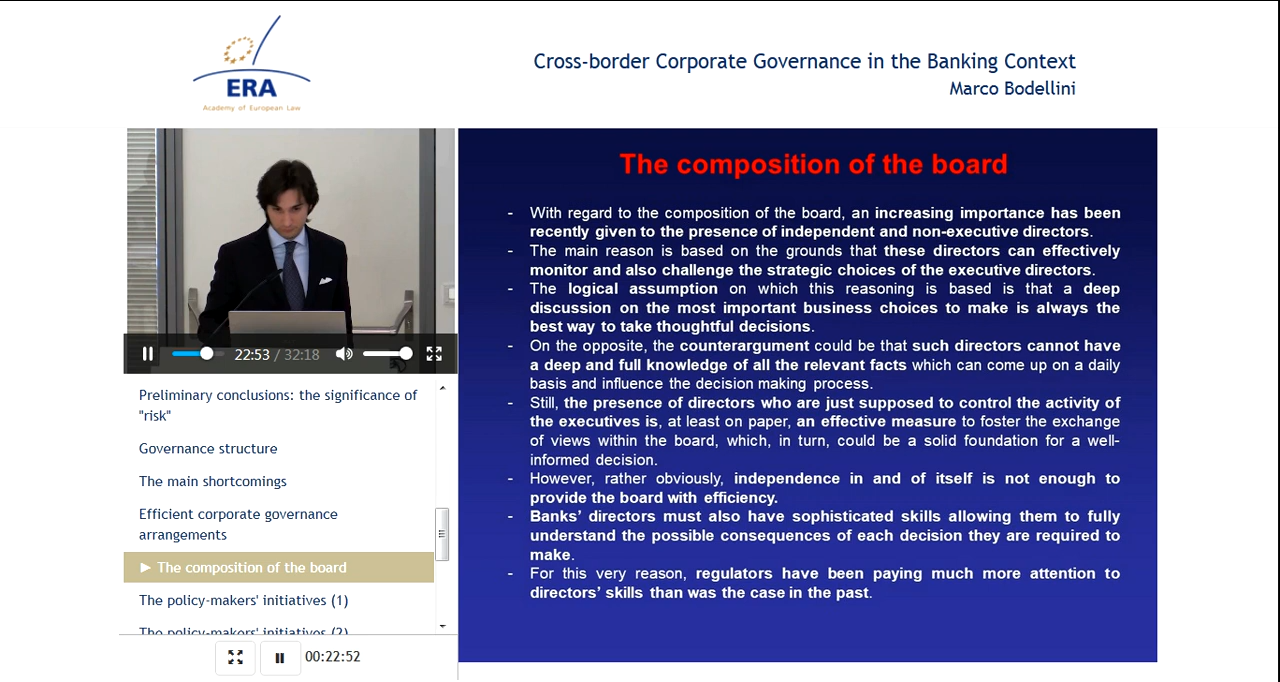 Cross-border Corporate Governance in the Banking Context
Marco Bodellini
ERA
Academy of European Law
The composition of the board
- With regard to the composition of the board, an increasing importance has been
recently given to the presence of independent and non-executive directors.
- The main reason is based on the grounds that these directors can effectively
monitor and also challenge the strategic choices of the executive directors.
- The logical assumption on which this reasoning is based is that a deep
discussion on the most important business choices to make is always the
best way to take thoughtful decisions.
- On the opposite, the counterargument could be that such directors cannot have
a deep and full knowledge of all the relevant facts which can come up on a daily
basis and influence the decision making process.
- Still, the presence of directors who are just supposed to control the activity of
the executives is, at least on paper, an effective measure to foster the exchange
of views within the board, which, in turn, could be a solid foundation for a well-
informed decision.
- However, rather obviously, independence in and of itself is not enough to
provide the board with efficiency.
- Banks' directors must also have sophisticated skills allowing them to fully
understand the possible consequences of each decision they are required to
make.
- For this very reason, regulators have been paying much more attention to
directors' skills than was the case in the past.
22:53 / 32:18
Preliminary conclusions: the significance of
"risk"
Governance structure
The main shortcomings
Efficient corporate governance
arrangements
► The composition of the board
The policy-makers' initiatives (1)
The policy-makers' initiatives (2)
00:22:52